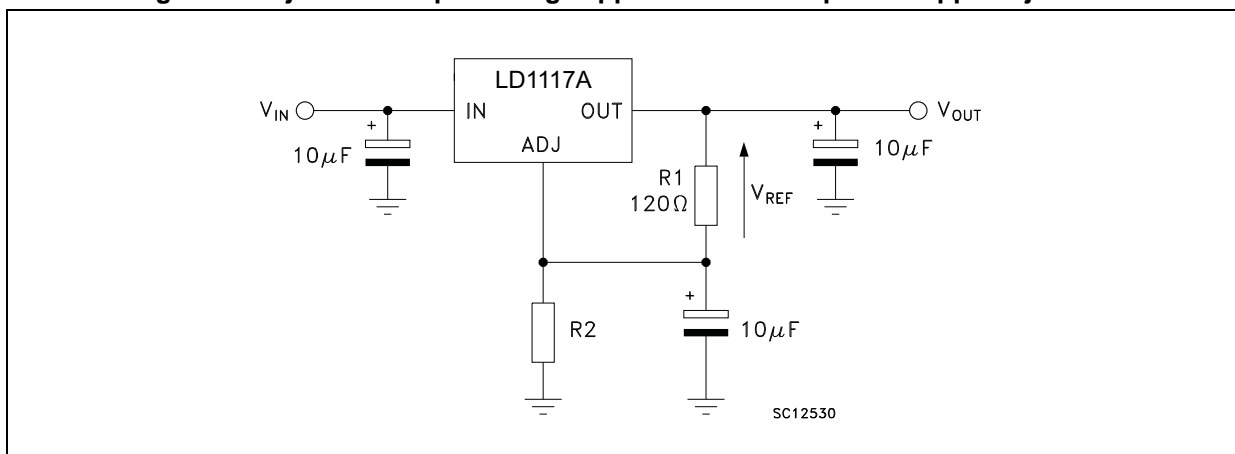 LD1117A
V_IN
IN
OUT
V_OUT
ADJ
+
10µF
R1
120Ω
V_REF
+
10µF
R2
+
10µF
SC12530